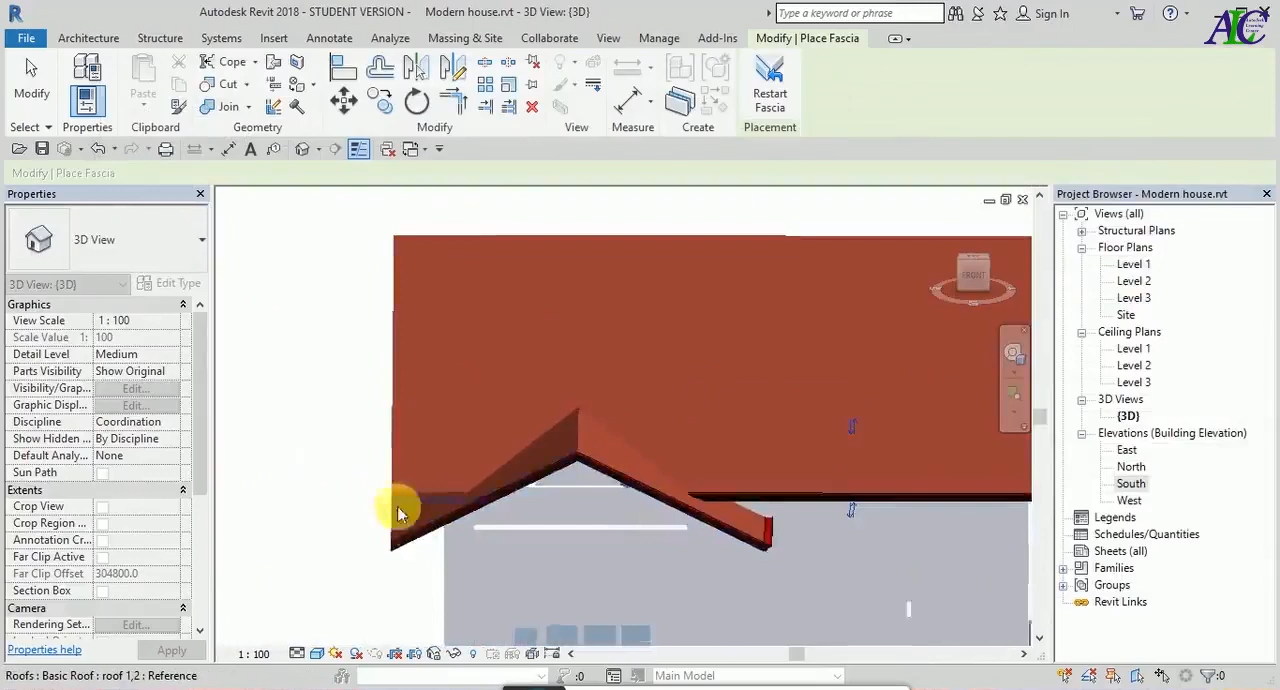 Autodesk Revit 2018 - STUDENT VERSION - Modern house.rvt - 3D View: {3D}
Type a keyword or phrase
Sign In
ALC
File Architecture Structure Systems Insert Annotate Analyze Massing & Site Collaborate View Manage Add-Ins Modify | Place Fascia
Modify
Paste
Cope
Cut
Join
Restart
Fascia
Select Properties Clipboard Geometry Modify View Measure Create Placement
Modify | Place Fascia
Properties
3D View
3D View: {3D}
Edit Type
Graphics
View Scale 1 : 100
Scale Value 1: 100
Detail Level Medium
Parts Visibility Show Original
Visibility/Grap... Edit...
Graphic Displ... Edit...
Discipline Coordination
Show Hidden ... By Discipline
Default Analy... None
Sun Path
Extents
Crop View
Crop Region ...
Annotation Cr...
Far Clip Active
Far Clip Offset 304800.0
Section Box
Camera
Rendering Set... Edit...
Properties help
Apply
FRONT
1 : 100
Project Browser - Modern house.rvt
Views (all)
Structural Plans
Floor Plans
Level 1
Level 2
Level 3
Site
Ceiling Plans
Level 1
Level 2
Level 3
3D Views
{3D}
Elevations (Building Elevation)
East
North
South
West
Legends
Schedules/Quantities
Sheets (all)
Families
Groups
Revit Links
Roofs : Basic Roof : roof 1,2 : Reference
:0
Main Model
:0